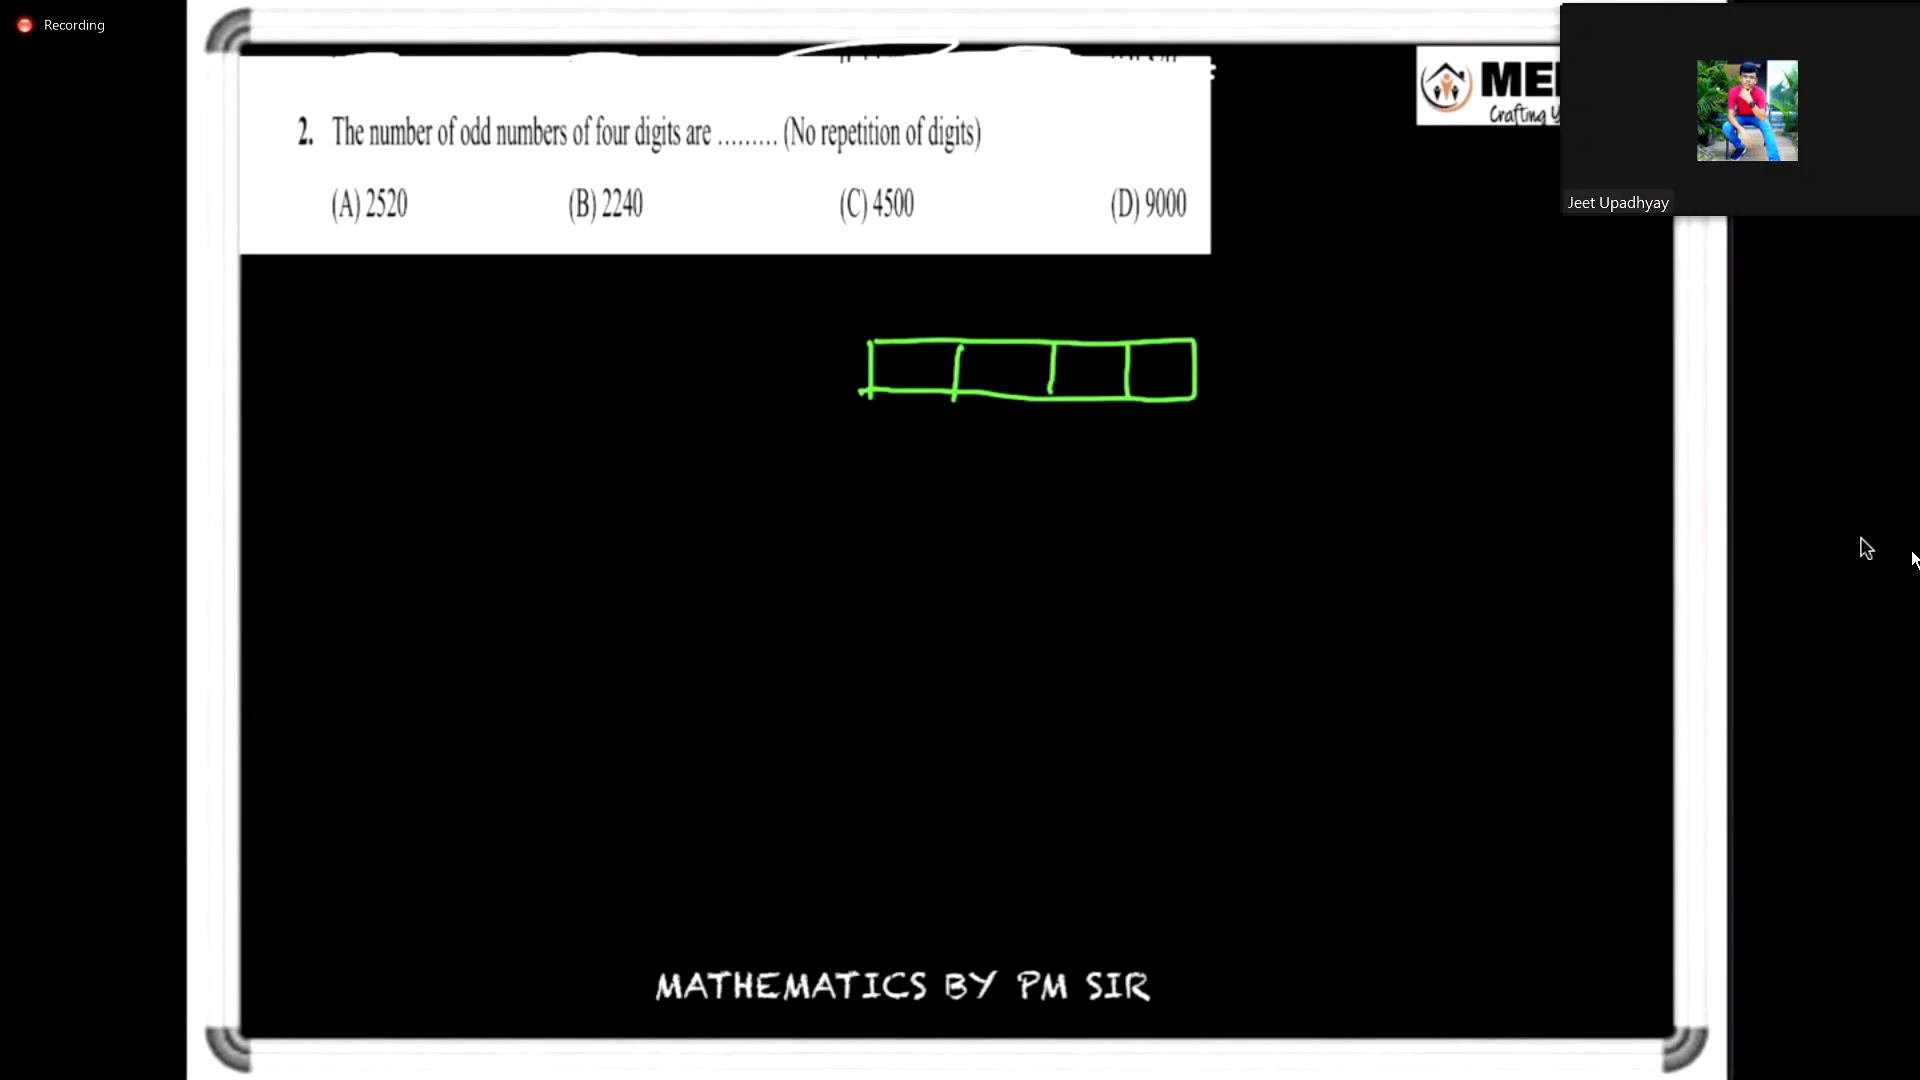 Recording
2. The number of odd numbers of four digits are ......... (No repetition of digits)
(A) 2520 (B) 2240 (C) 4500 (D) 9000
Crafting
Jeet Upadhyay
MATHEMATICS BY PM SIR